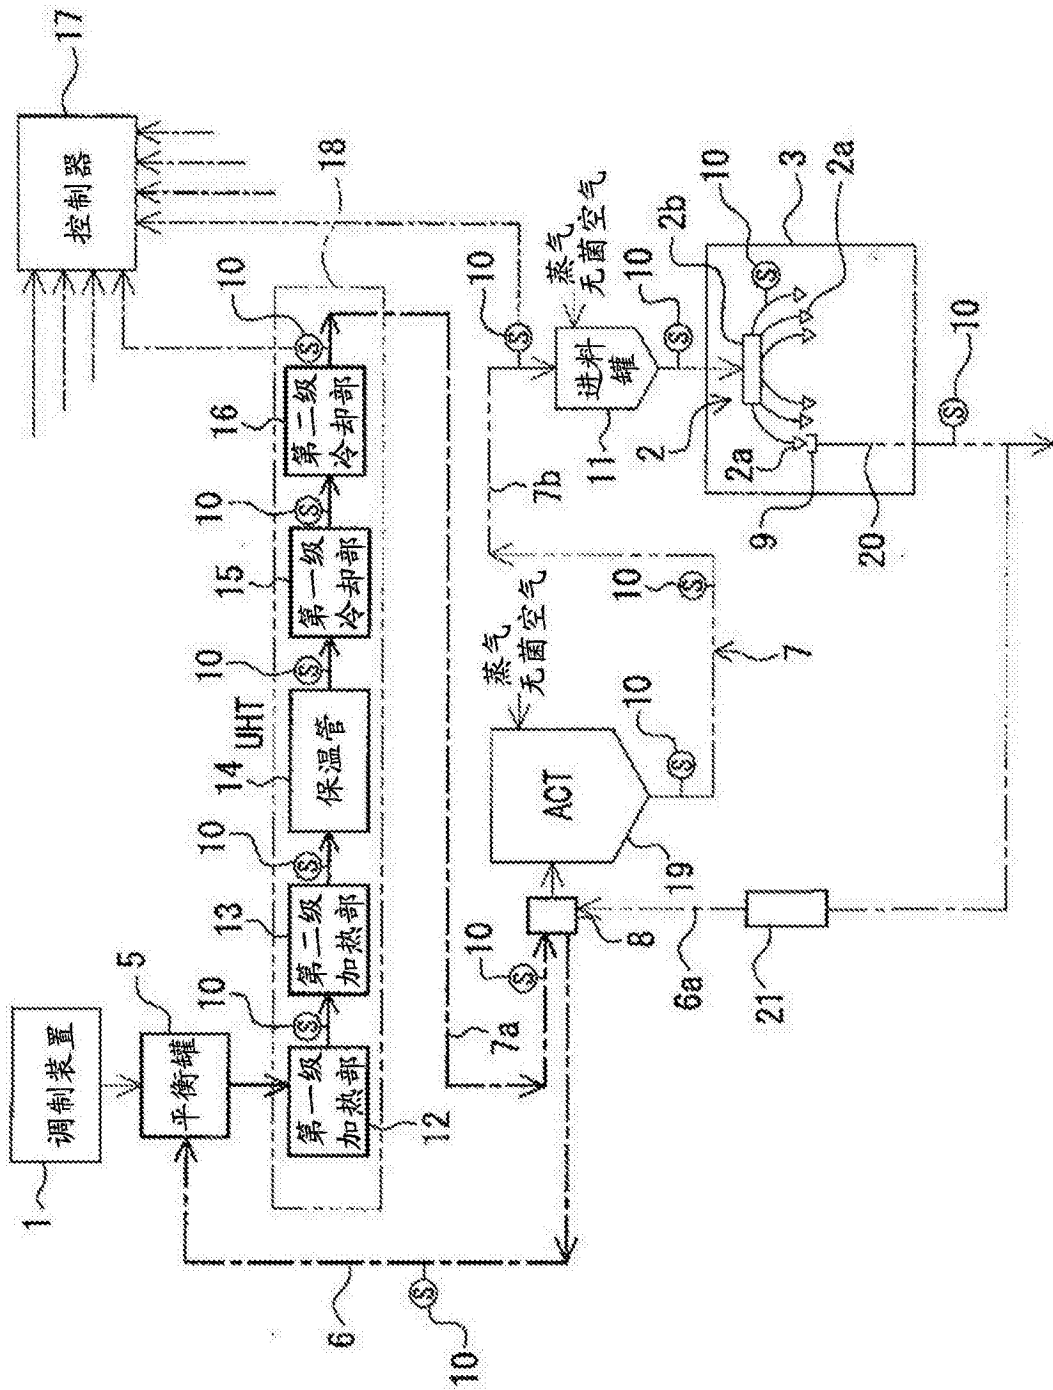 17
控制器
18
10
16
第二级
冷却部
10
15
第一级
冷却部
10
UHT
14
保温管
10
13
第二级
加热部
10
12
第一级
加热部
5
平衡罐
1
调制装置
6
10
7a
10
8
6a
21
19
ACT
蒸气
无菌空气
10
7
10
7b
10
蒸气
无菌空气
进料
罐
11
10
2
2b
10
3
2a
2a
9
20
10
S
S
S
S
S
S
S
S
S
S
S
S
S
S